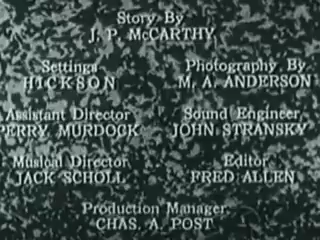 Story By
J. P. McCARTHY
Settings
HICKSON
Photography By
M. A. ANDERSON
Assistant Director
PERRY MURDOCK
Sound Engineer
JOHN STRANSKY
Musical Director
JACK SCHOLL
Editor
FRED ALLEN
Production Manager
CHAS. A. POST